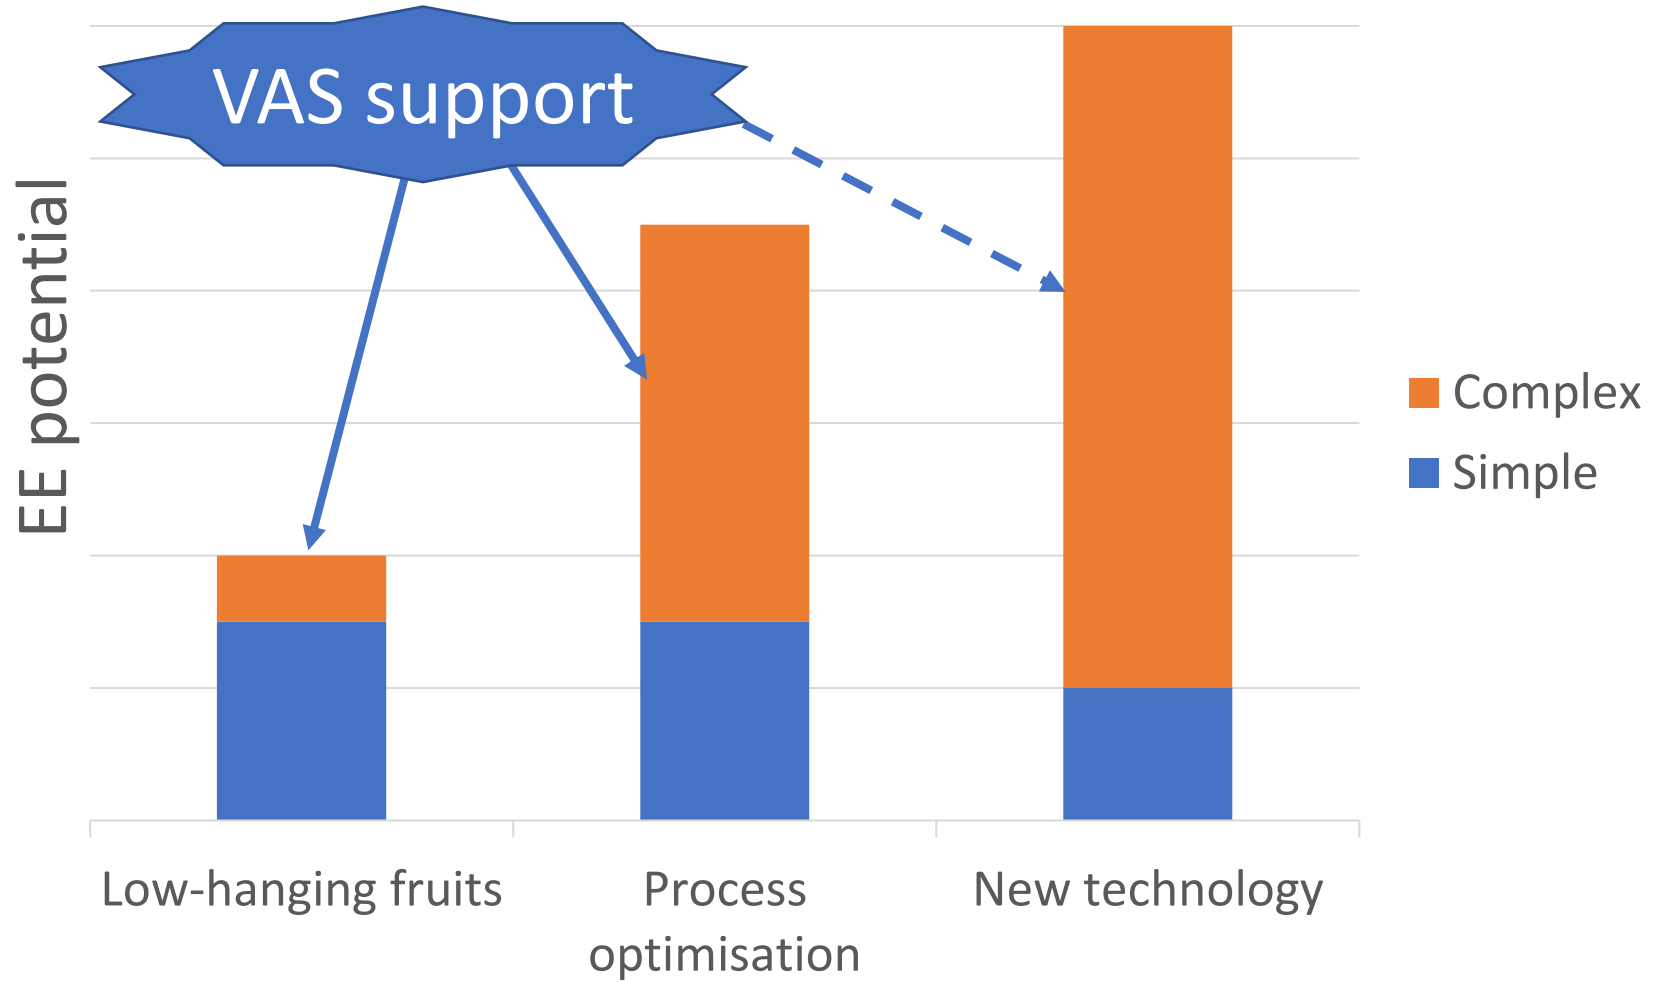 VAS support
EE potential
Complex
Simple
Low-hanging fruits
Process
optimisation
New technology